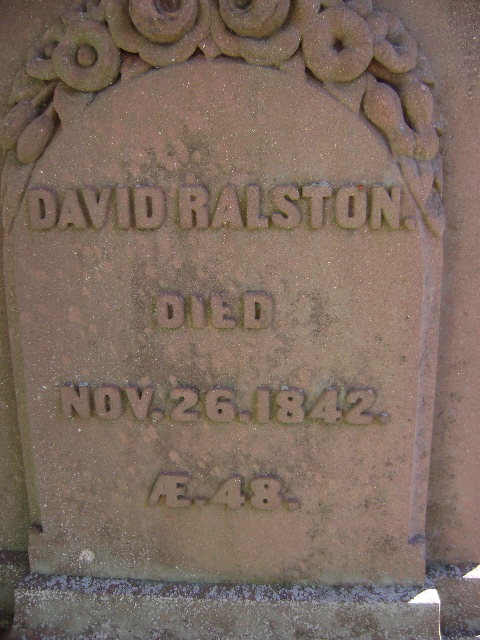 DAVID RALSTON.
DIED
NOV. 26. 1842.
Æ. 48.